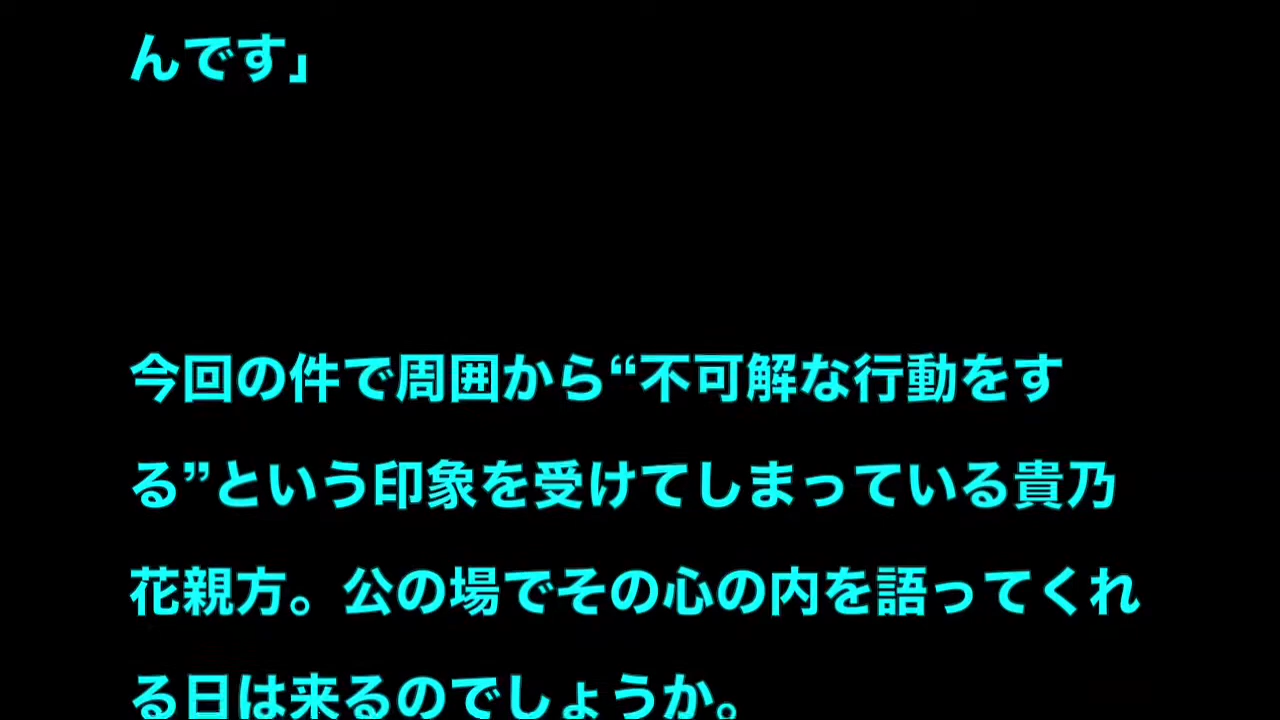 んです」
今回の件で周囲から“不可解な行動をす
る”という印象を受けてしまっている貴乃
花親方。公の場でその心の内を語ってくれ
る日は来るのでしょうか。